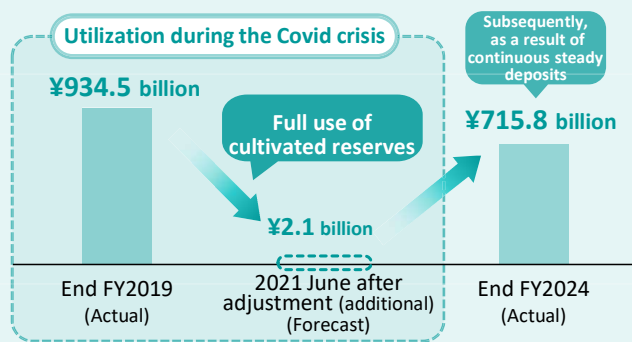 Utilization during the Covid crisis
¥934.5 billion
Full use of
cultivated reserves
¥2.1 billion
Subsequently,
as a result of
continuous steady
deposits
¥715.8 billion
End FY2019
(Actual)
2021 June after
adjustment (additional)
(Forecast)
End FY2024
(Actual)